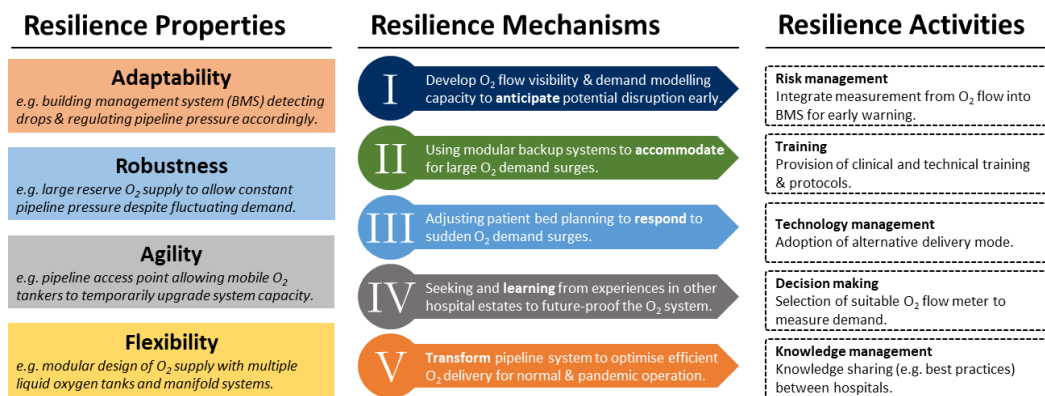 Resilience Properties
Adaptability
e.g. building management system (BMS) detecting
drops & regulating pipeline pressure accordingly.
Robustness
e.g. large reserve O₂ supply to allow constant
pipeline pressure despite fluctuating demand.
Agility
e.g. pipeline access point allowing mobile O₂
tankers to temporarily upgrade system capacity.
Flexibility
e.g. modular design of O₂ supply with multiple
liquid oxygen tanks and manifold systems.
Resilience Mechanisms
I
Develop O₂ flow visibility & demand modelling
capacity to anticipate potential disruption early.
II
Using modular backup systems to accommodate
for large O₂ demand surges.
III
Adjusting patient bed planning to respond to
sudden O₂ demand surges.
IV
Seeking and learning from experiences in other
hospital estates to future-proof the O₂ system.
V
Transform pipeline system to optimise efficient
O₂ delivery for normal & pandemic operation.
Resilience Activities
Risk management
Integrate measurement from O₂ flow into
BMS for early warning.
Training
Provision of clinical and technical training
& protocols.
Technology management
Adoption of alternative delivery mode.
Decision making
Selection of suitable O₂ flow meter to
measure demand.
Knowledge management
Knowledge sharing (e.g. best practices)
between hospitals.